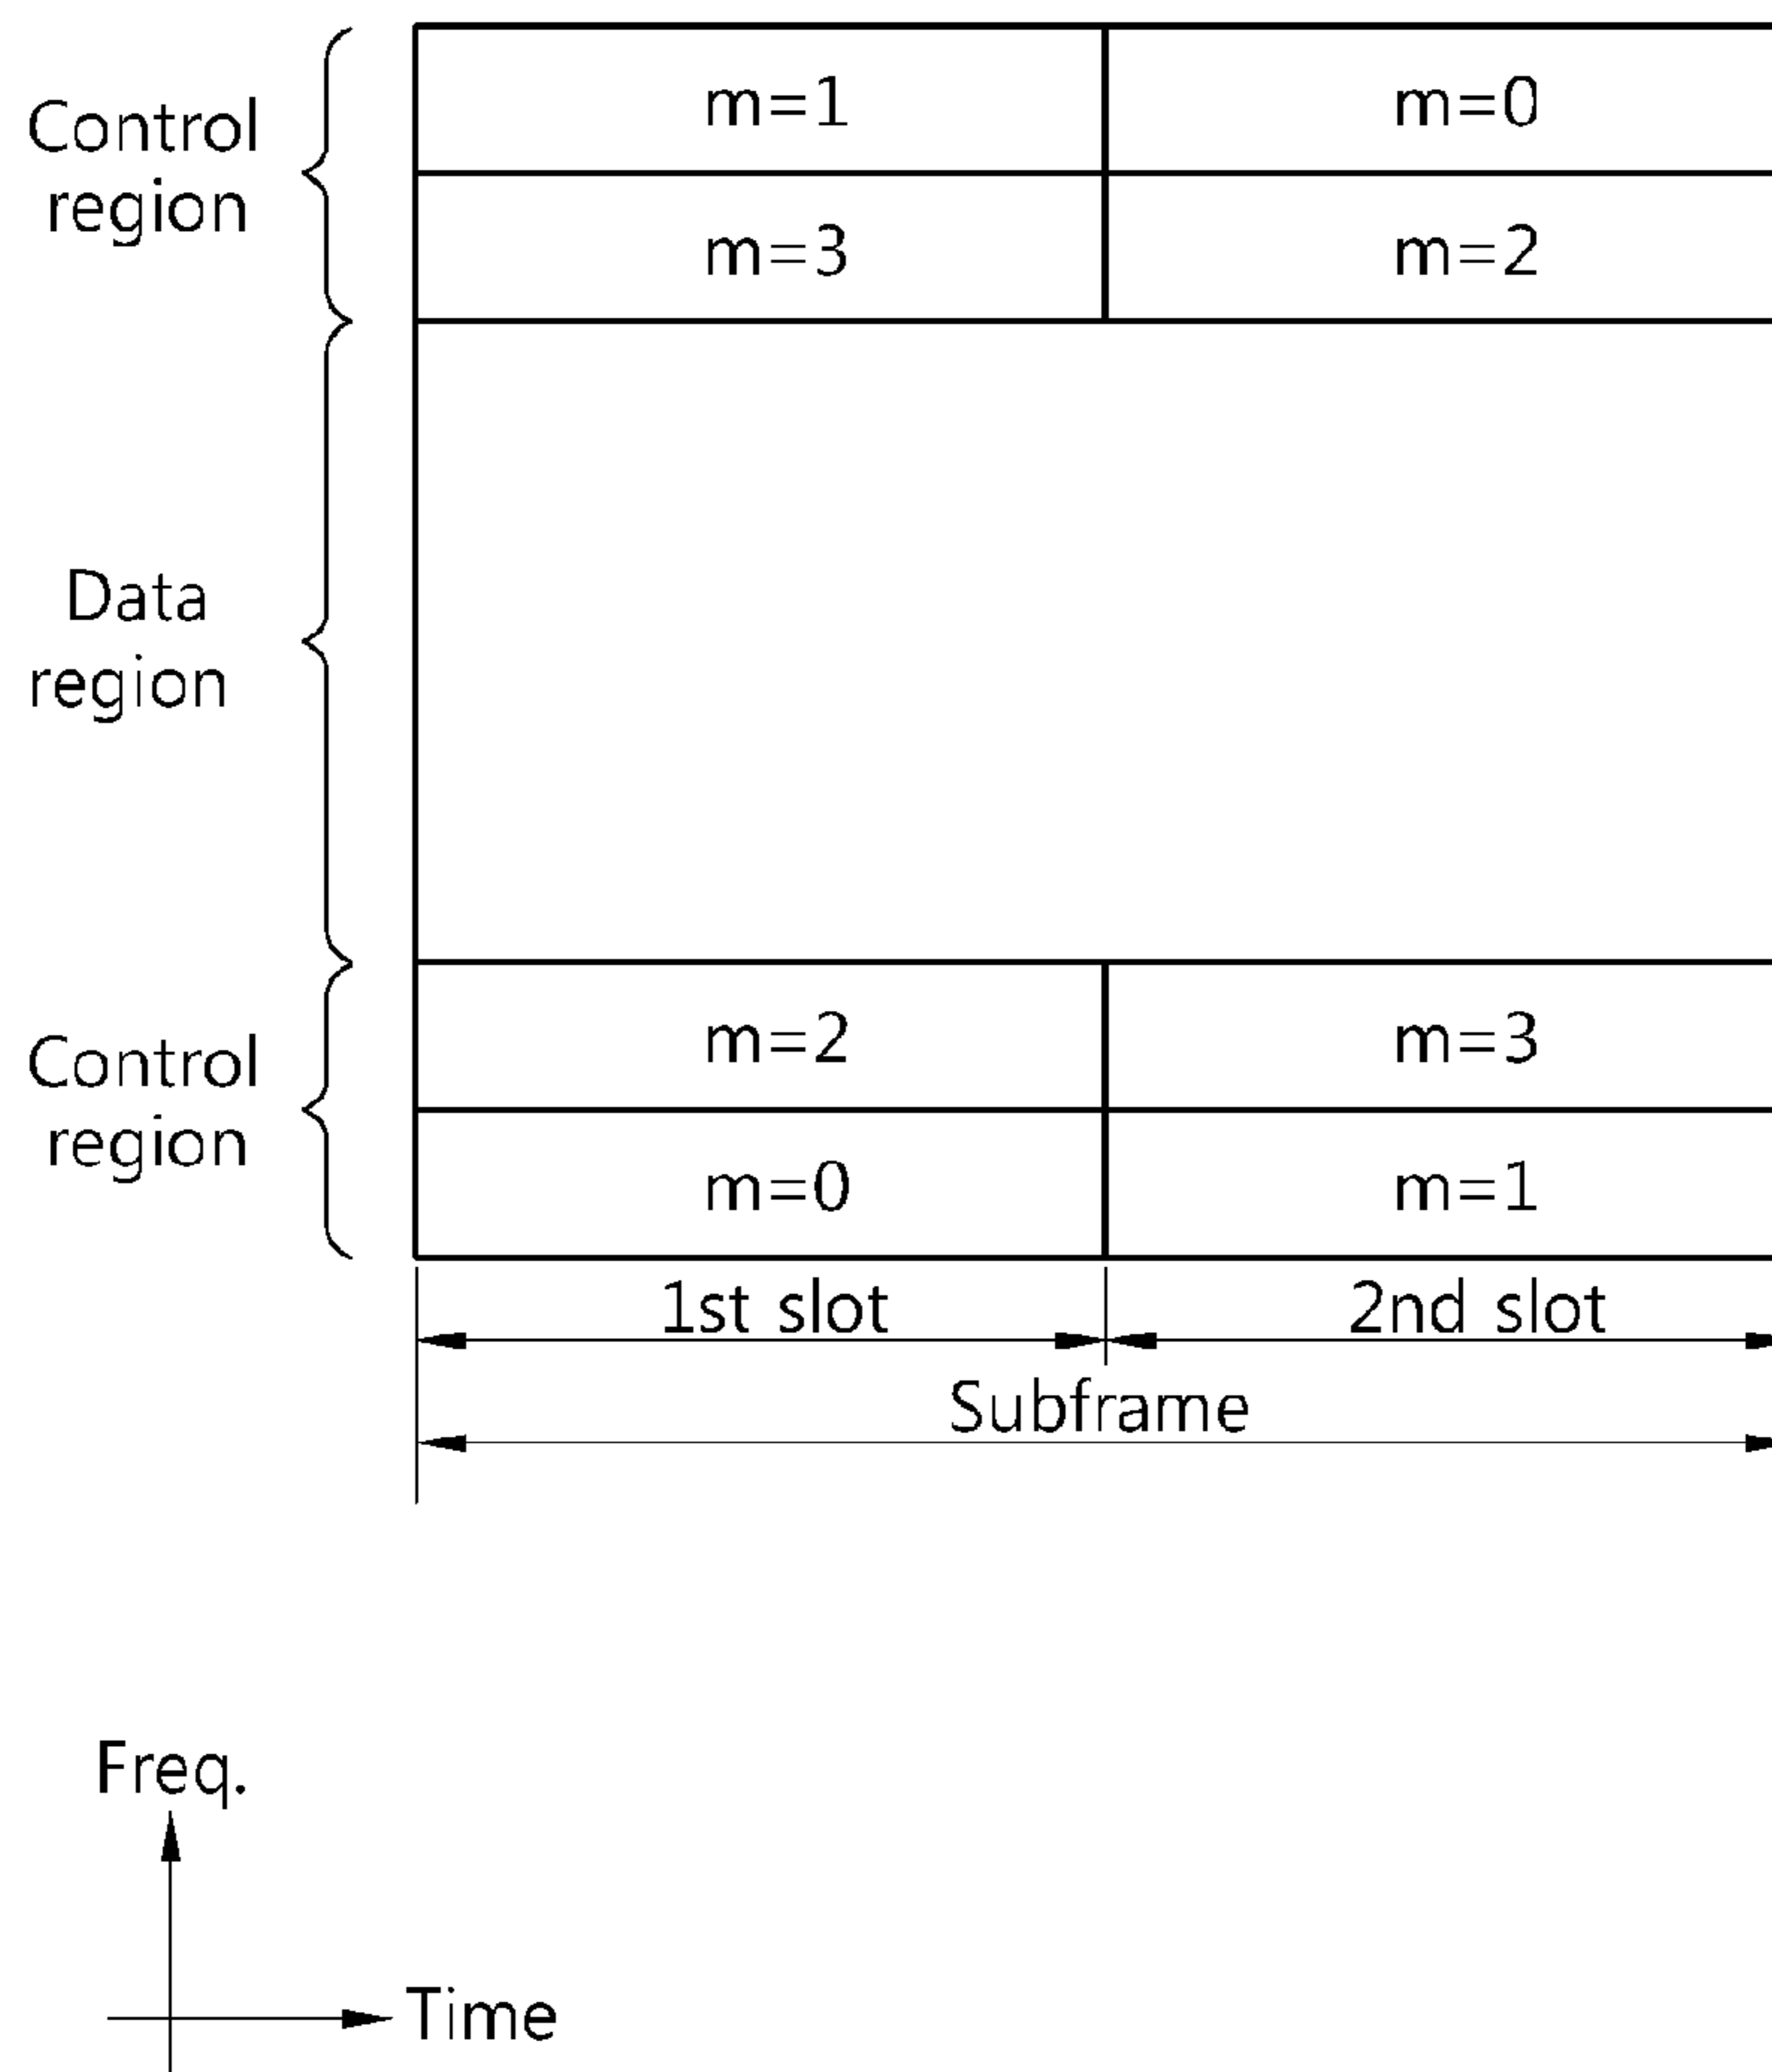 Control
region
m=1
m=0
m=3
m=2
Data
region
Control
region
m=2
m=3
m=0
m=1
1st slot
2nd slot
Subframe
Freq.
Time